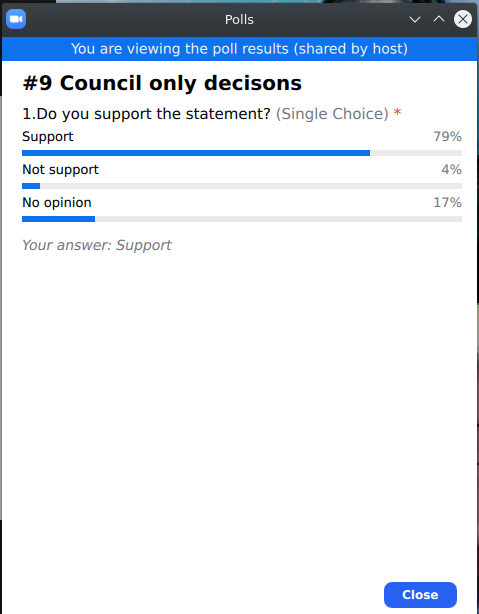 Polls
You are viewing the poll results (shared by host)
#9 Council only decisons
1.Do you support the statement? (Single Choice) *
Support 79%
Not support 4%
No opinion 17%
Your answer: Support
Close